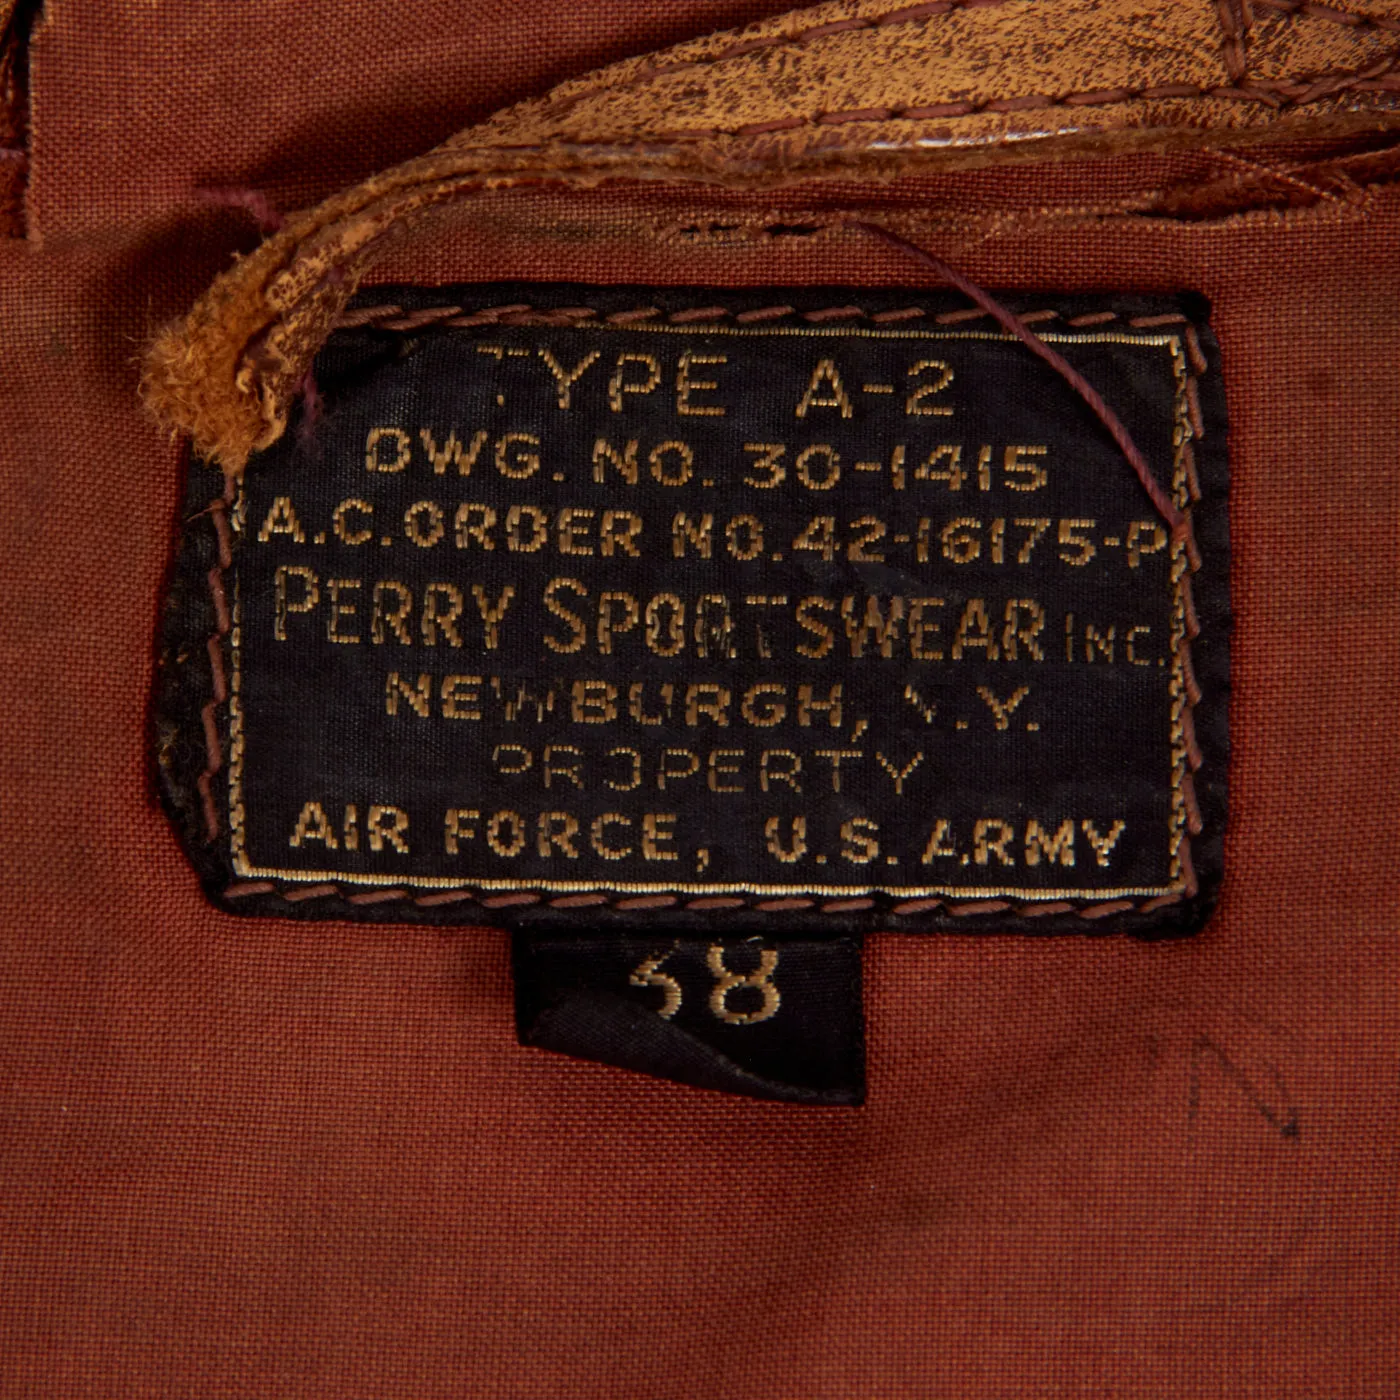 TYPE A-2
DWG. NO. 30-1415
A.C. ORDER NO. 42-16175-P
PERRY SPORTSWEAR INC.
NEWBURGH, N.Y.
PROPERTY
AIR FORCE, U.S. ARMY
38